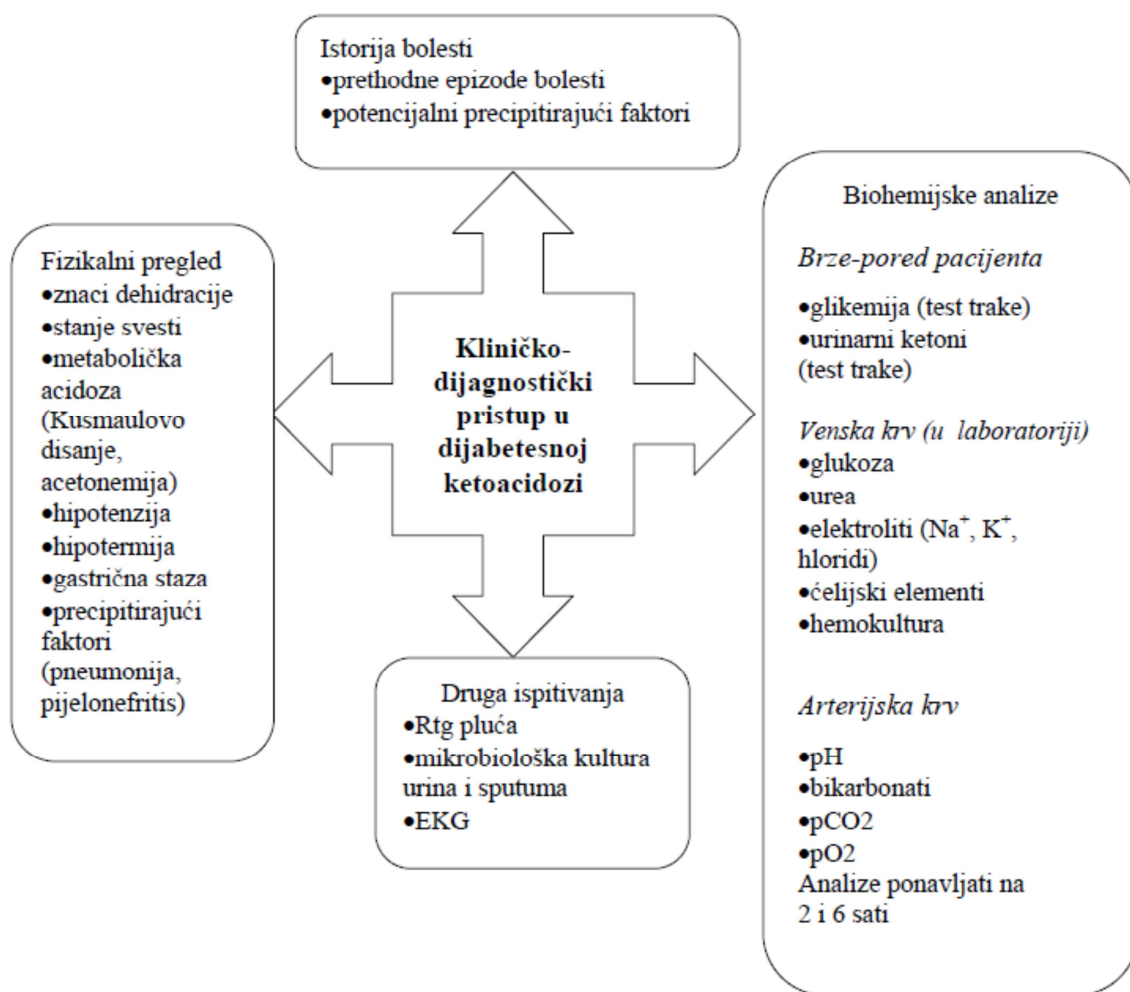 Istorija bolesti
•prethodne epizode bolesti
•potencijalni precipitirajući faktori
Fizikalni pregled
•znaci dehidracije
•stanje svesti
•metabolička
acidoza
(Kusmaulovo
disanje,
acetonemija)
•hipotenzija
•hipotermija
•gastrična staza
•precipitirajući
faktori
(pneumonija,
pijelonefritis)
Kliničko-
dijagnostički
pristup u
dijabetesnoj
ketoacidozi
Biohemijske analize
Brze-pored pacijenta
•glikemija (test trake)
•urinarni ketoni
(test trake)
Venska krv (u laboratoriji)
•glukoza
•urea
•elektroliti (Na⁺, K⁺,
hloridi)
•ćelijski elementi
•hemokultura
Arterijska krv
•pH
•bikarbonati
•pCO2
•pO2
Analize ponavljati na
2 i 6 sati
Druga ispitivanja
•Rtg pluća
•mikrobiološka kultura
urina i sputuma
•EKG